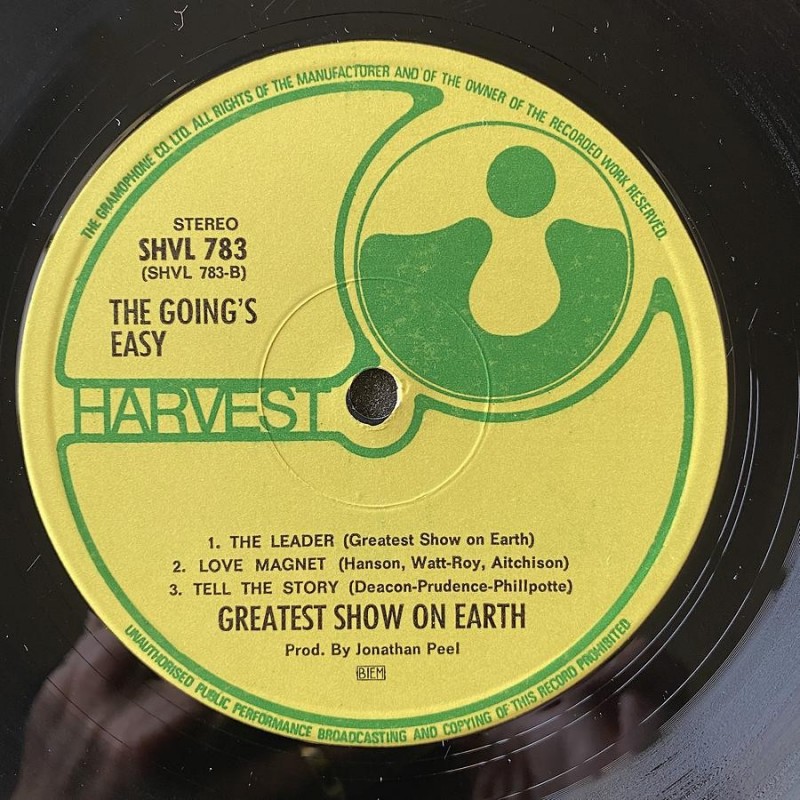 THE GRAMOPHONE CO. LTD. ALL RIGHTS OF THE MANUFACTURER AND OF THE OWNER OF THE RECORDED WORK RESERVED.
STEREO
SHVL 783
(SHVL 783-B)
THE GOING'S
EASY
HARVEST
1. THE LEADER (Greatest Show on Earth)
2. LOVE MAGNET (Hanson, Watt-Roy, Aitchison)
3. TELL THE STORY (Deacon-Prudence-Phillpotte)
GREATEST SHOW ON EARTH
Prod. By Jonathan Peel
BIEM
UNAUTHORISED PUBLIC PERFORMANCE BROADCASTING AND COPYING OF THIS RECORD PROHIBITED